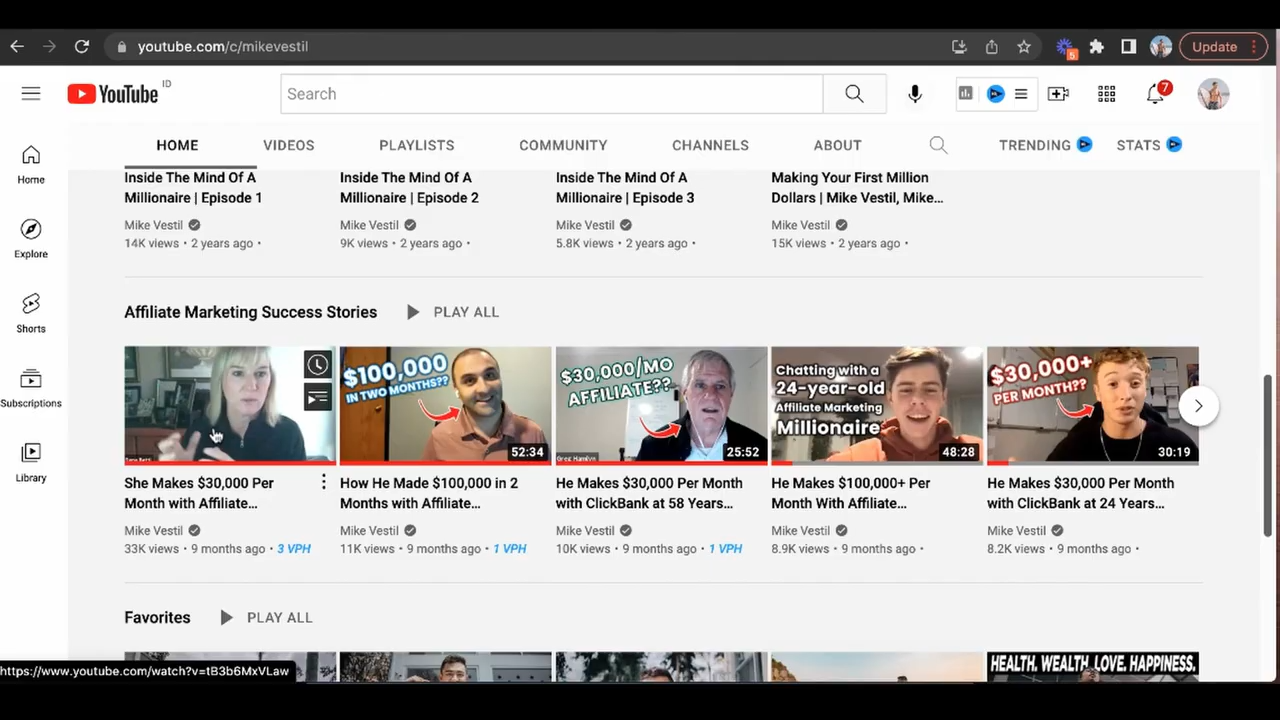 youtube.com/c/mikevestil
5
Update
YouTube ID
Search
7
HOME VIDEOS PLAYLISTS COMMUNITY CHANNELS ABOUT TRENDING STATS
Home
Explore
Shorts
Subscriptions
Library
Inside The Mind Of A
Millionaire | Episode 1
Mike Vestil
14K views • 2 years ago •
Inside The Mind Of A
Millionaire | Episode 2
Mike Vestil
9K views • 2 years ago •
Inside The Mind Of A
Millionaire | Episode 3
Mike Vestil
5.8K views • 2 years ago •
Making Your First Million
Dollars | Mike Vestil, Mike...
Mike Vestil
15K views • 2 years ago •
Affiliate Marketing Success Stories PLAY ALL
She Makes $30,000 Per
Month with Affiliate...
Mike Vestil
33K views • 9 months ago • 3 VPH
$100,000
IN TWO MONTHS??
52:34
How He Made $100,000 in 2
Months with Affiliate...
Mike Vestil
11K views • 9 months ago • 1 VPH
$30,000/MO
AFFILIATE??
Greg Hamlyn
25:52
He Makes $30,000 Per Month
with ClickBank at 58 Years...
Mike Vestil
10K views • 9 months ago • 1 VPH
Chatting with a
24-year-old
Affiliate Marketing
Millionaire
48:28
He Makes $100,000+ Per
Month With Affiliate...
Mike Vestil
8.9K views • 9 months ago •
$30,000+
PER MONTH??
30:19
He Makes $30,000 Per Month
with ClickBank at 24 Years...
Mike Vestil
8.2K views • 9 months ago •
Favorites PLAY ALL
HEALTH. WEALTH. LOVE. HAPPINESS.
https://www.youtube.com/watch?v=tB3b6MxVLaw